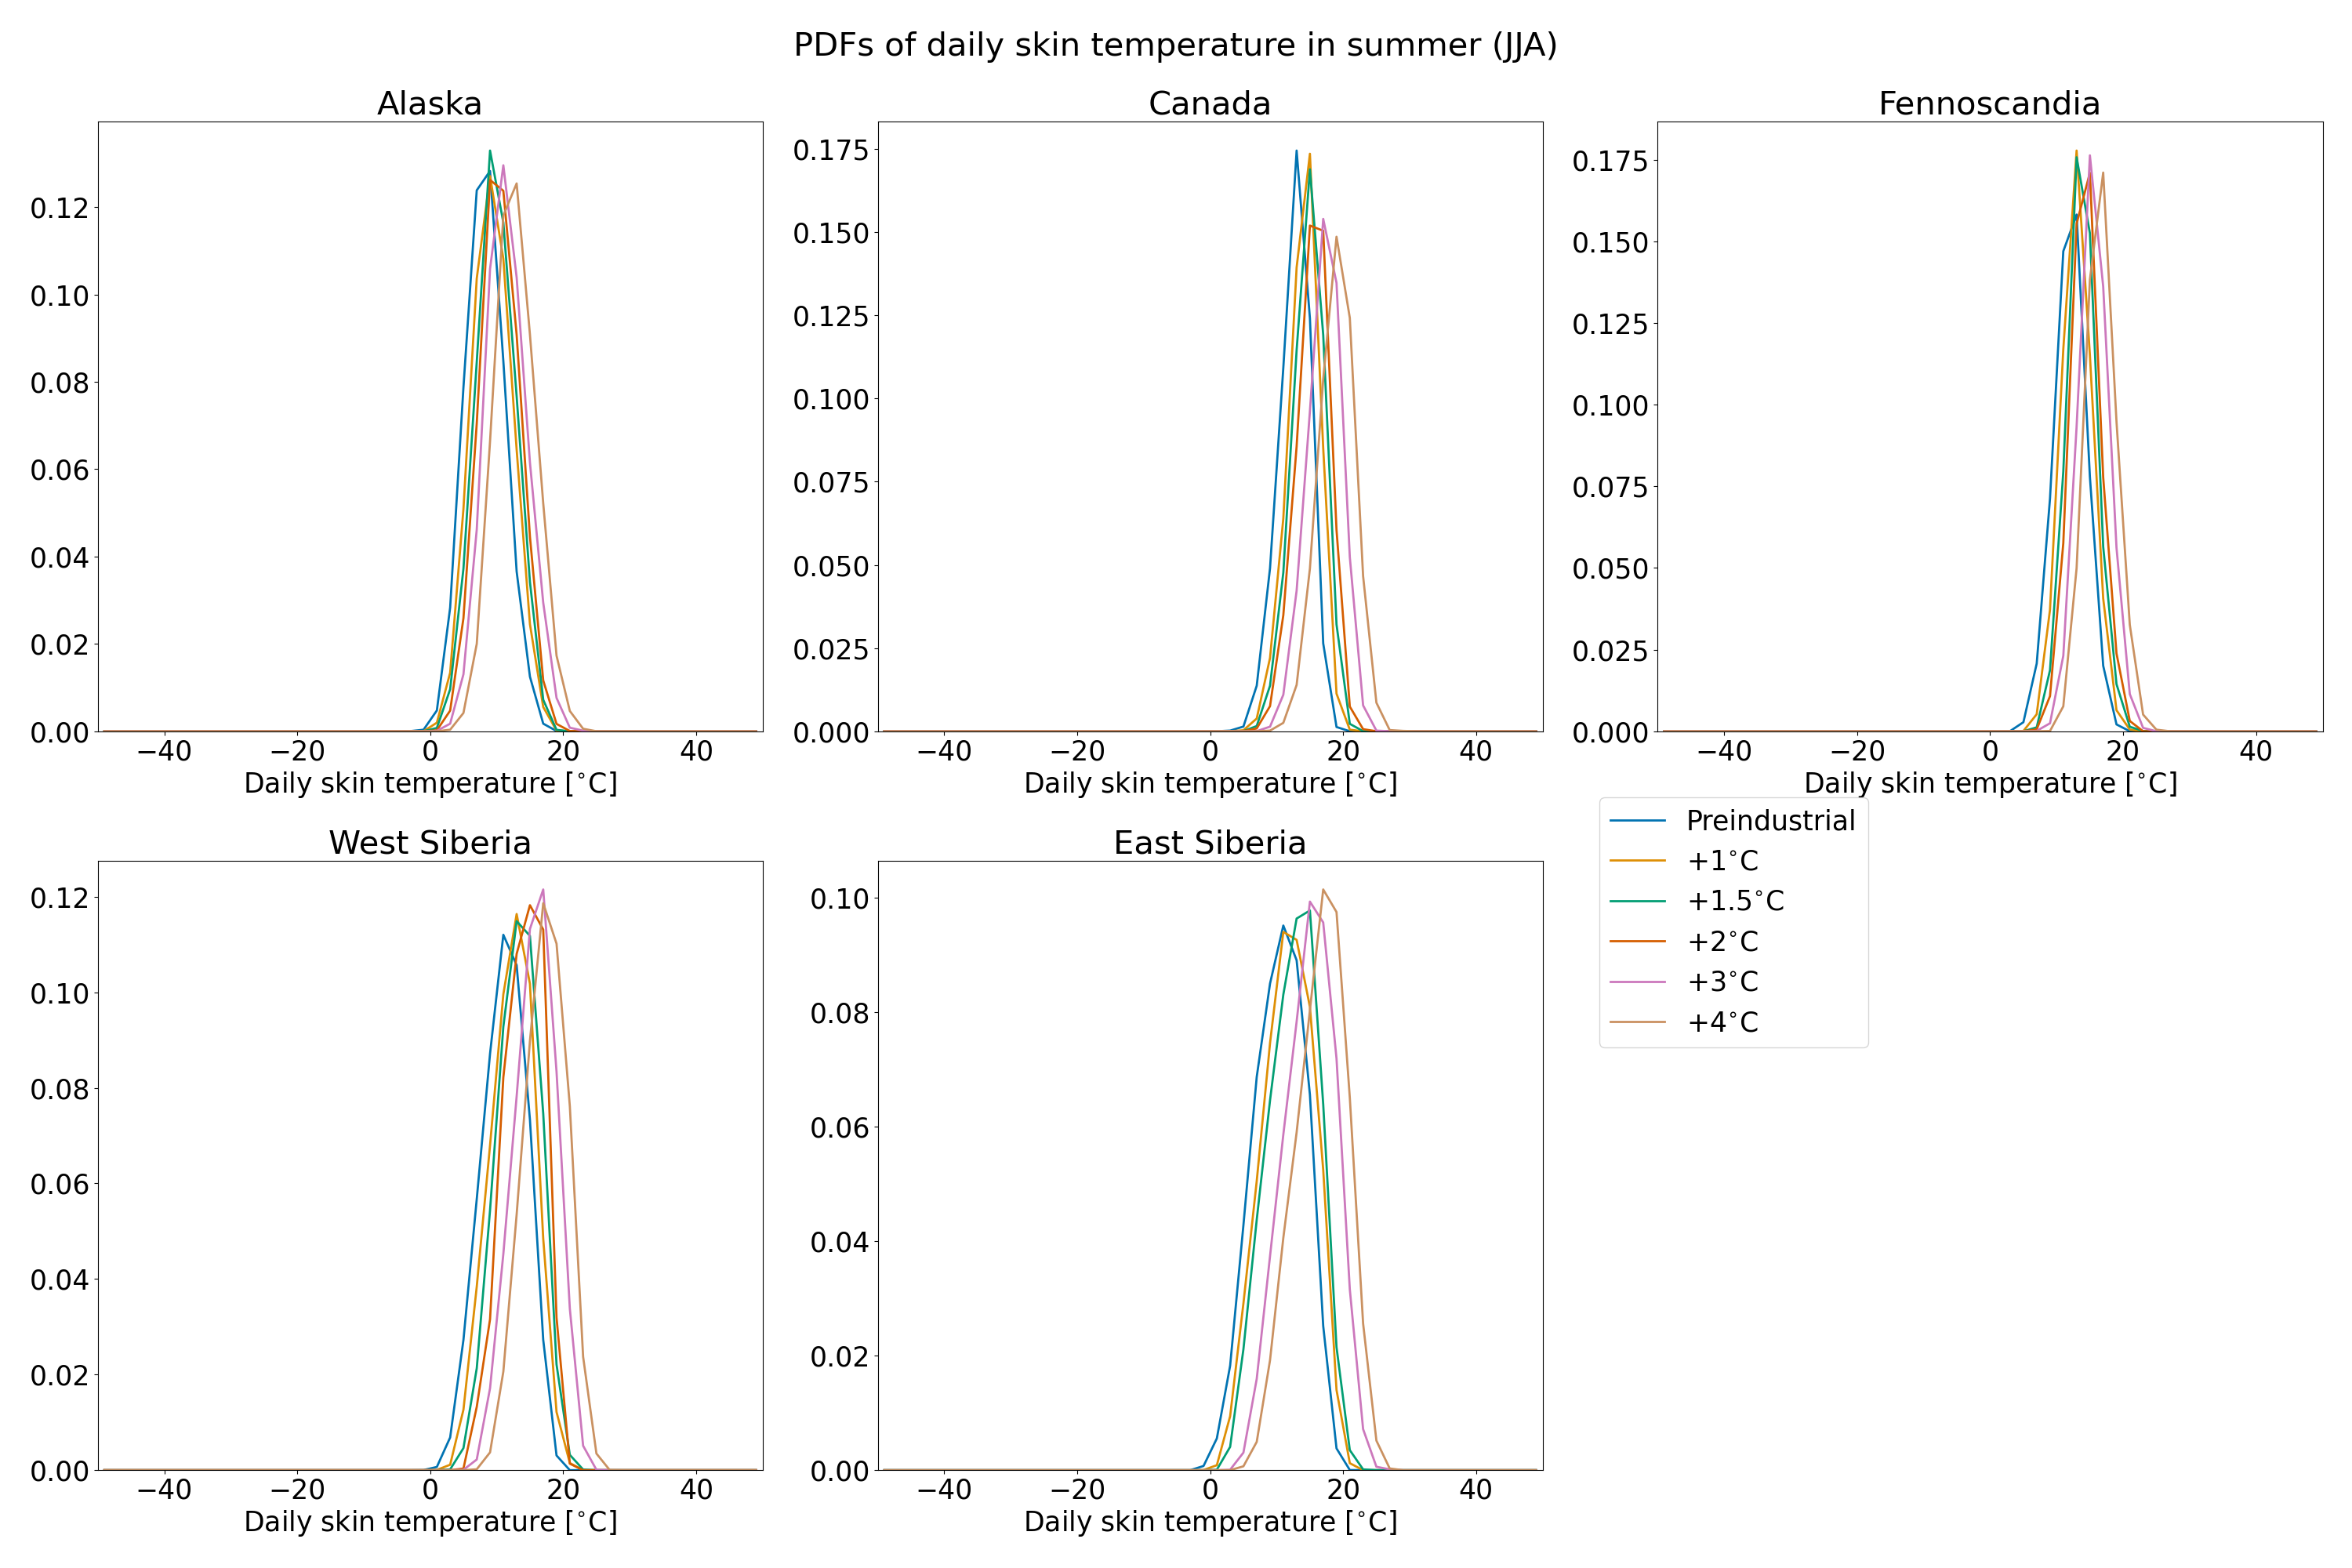 PDFs of daily skin temperature in summer (JJA)
Alaska
0.12
0.10
0.08
0.06
0.04
0.02
0.00
−40 −20 0 20 40
Daily skin temperature [°C]
Canada
0.175
0.150
0.125
0.100
0.075
0.050
0.025
0.000
−40 −20 0 20 40
Daily skin temperature [°C]
Fennoscandia
0.175
0.150
0.125
0.100
0.075
0.050
0.025
0.000
−40 −20 0 20 40
Daily skin temperature [°C]
West Siberia
0.12
0.10
0.08
0.06
0.04
0.02
0.00
−40 −20 0 20 40
Daily skin temperature [°C]
East Siberia
0.10
0.08
0.06
0.04
0.02
0.00
−40 −20 0 20 40
Daily skin temperature [°C]
Preindustrial
+1°C
+1.5°C
+2°C
+3°C
+4°C